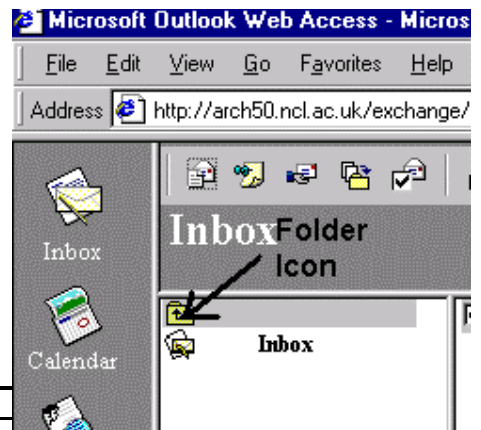 Microsoft Outlook Web Access - Micros
File Edit View Go Favorites Help
Address http://arch50.ncl.ac.uk/exchange/
Inbox
Folder
Icon
Inbox
Inbox
Calendar